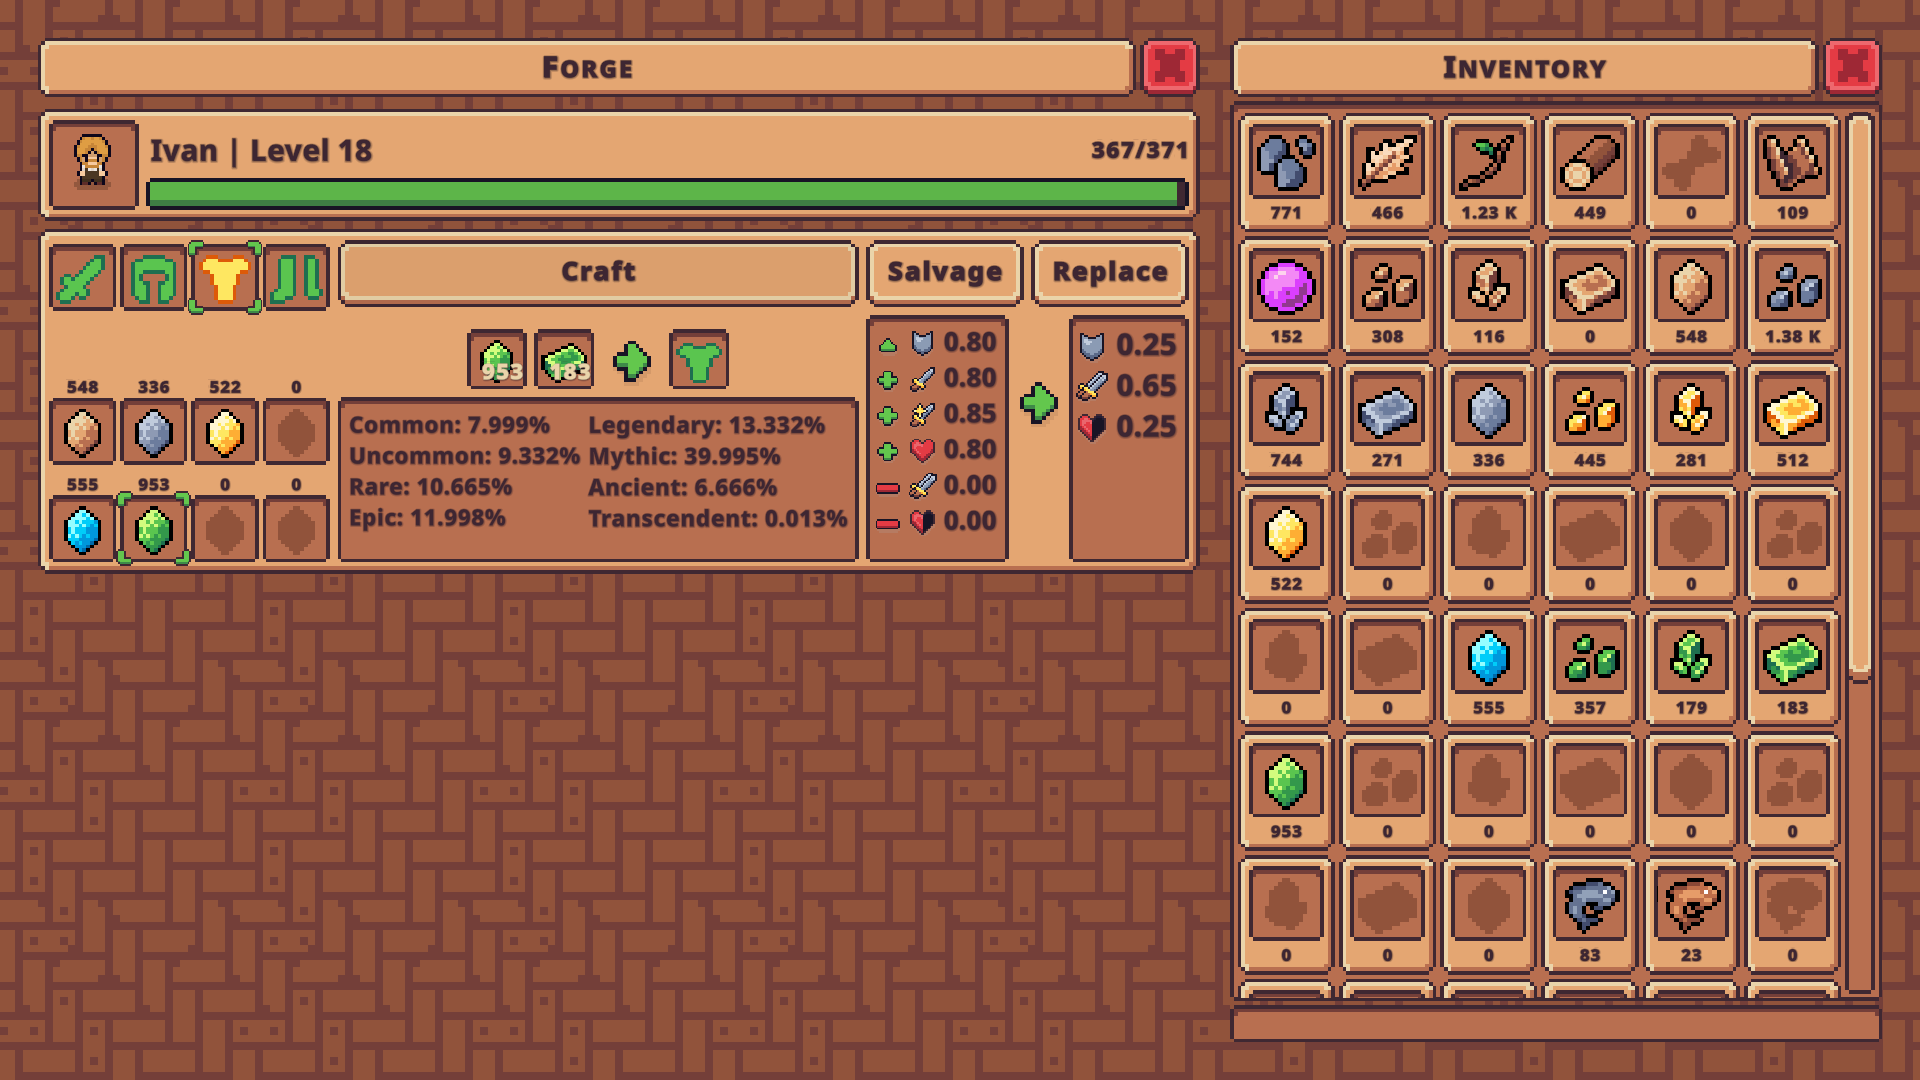 Forge
Ivan | Level 18
367/371
Craft
Salvage
Replace
548 336 522 0
555 953 0 0
953 183
Common: 7.999%
Uncommon: 9.332%
Rare: 10.665%
Epic: 11.998%
Legendary: 13.332%
Mythic: 39.995%
Ancient: 6.666%
Transcendent: 0.013%
0.80
0.80
0.85
0.80
0.00
0.00
0.25
0.65
0.25
Inventory
771 466 1.23 K 449 0 109
152 308 116 0 548 1.38 K
744 271 336 445 281 512
522 0 0 0 0 0
0 0 555 357 179 183
953 0 0 0 0 0
0 0 0 83 23 0